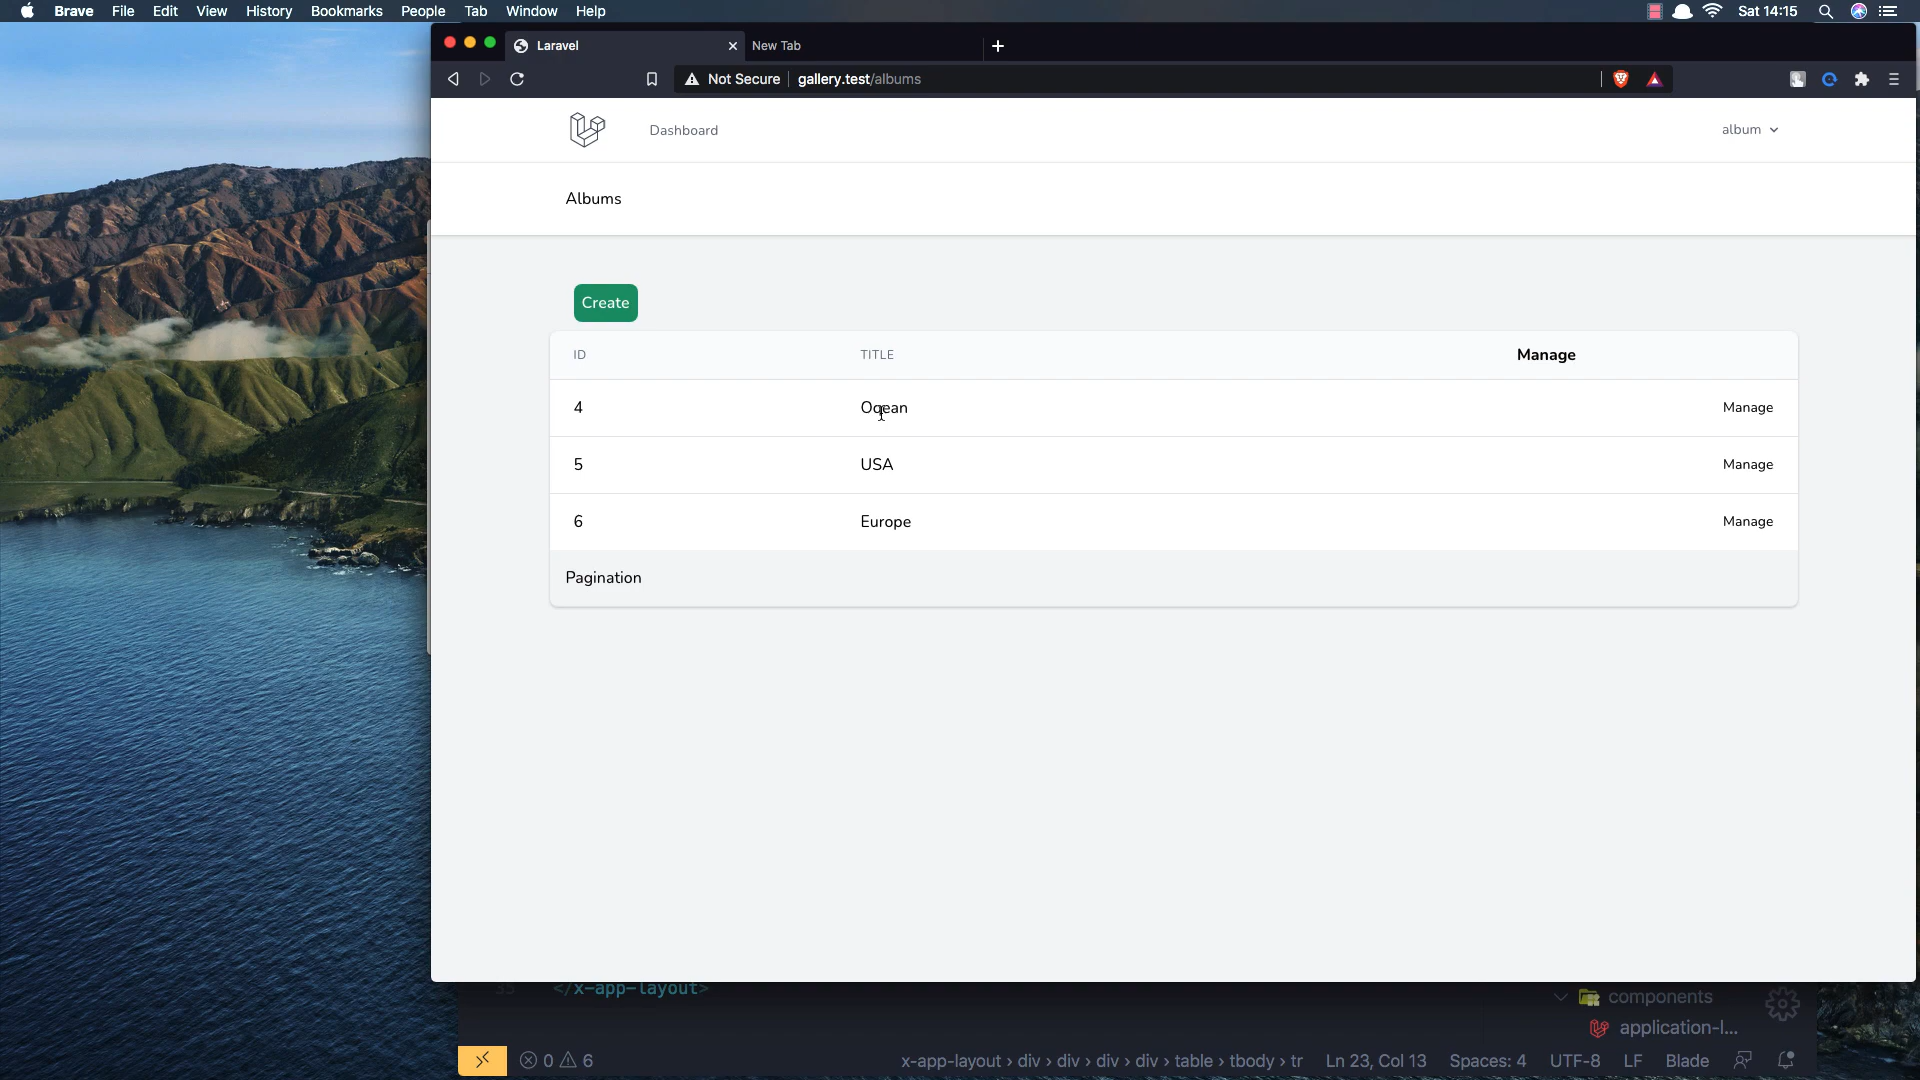 Brave File Edit View History Bookmarks People Tab Window Help Sat 14:15
Laravel New Tab
Not Secure gallery.test/albums
Dashboard album
Albums
Create
ID TITLE Manage
4 Ocean Manage
5 USA Manage
6 Europe Manage
Pagination
33 </x-app-layout>
components
application-l...
0 6 x-app-layout › div › div › div › div › table › tbody › tr Ln 23, Col 13 Spaces: 4 UTF-8 LF Blade